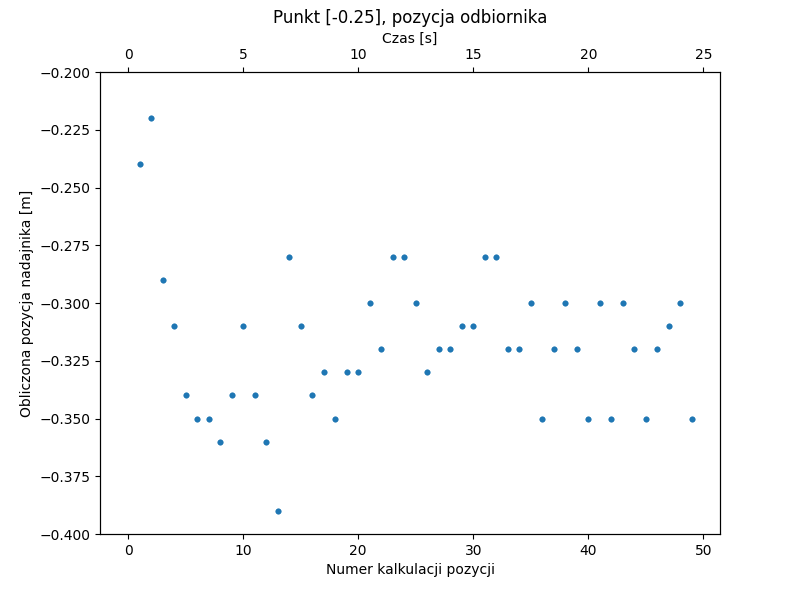 Punkt [-0.25], pozycja odbiornika
Czas [s]
0 5 10 15 20 25
−0.200
−0.225
−0.250
−0.275
−0.300
−0.325
−0.350
−0.375
−0.400
Obliczona pozycja nadajnika [m]
0 10 20 30 40 50
Numer kalkulacji pozycji